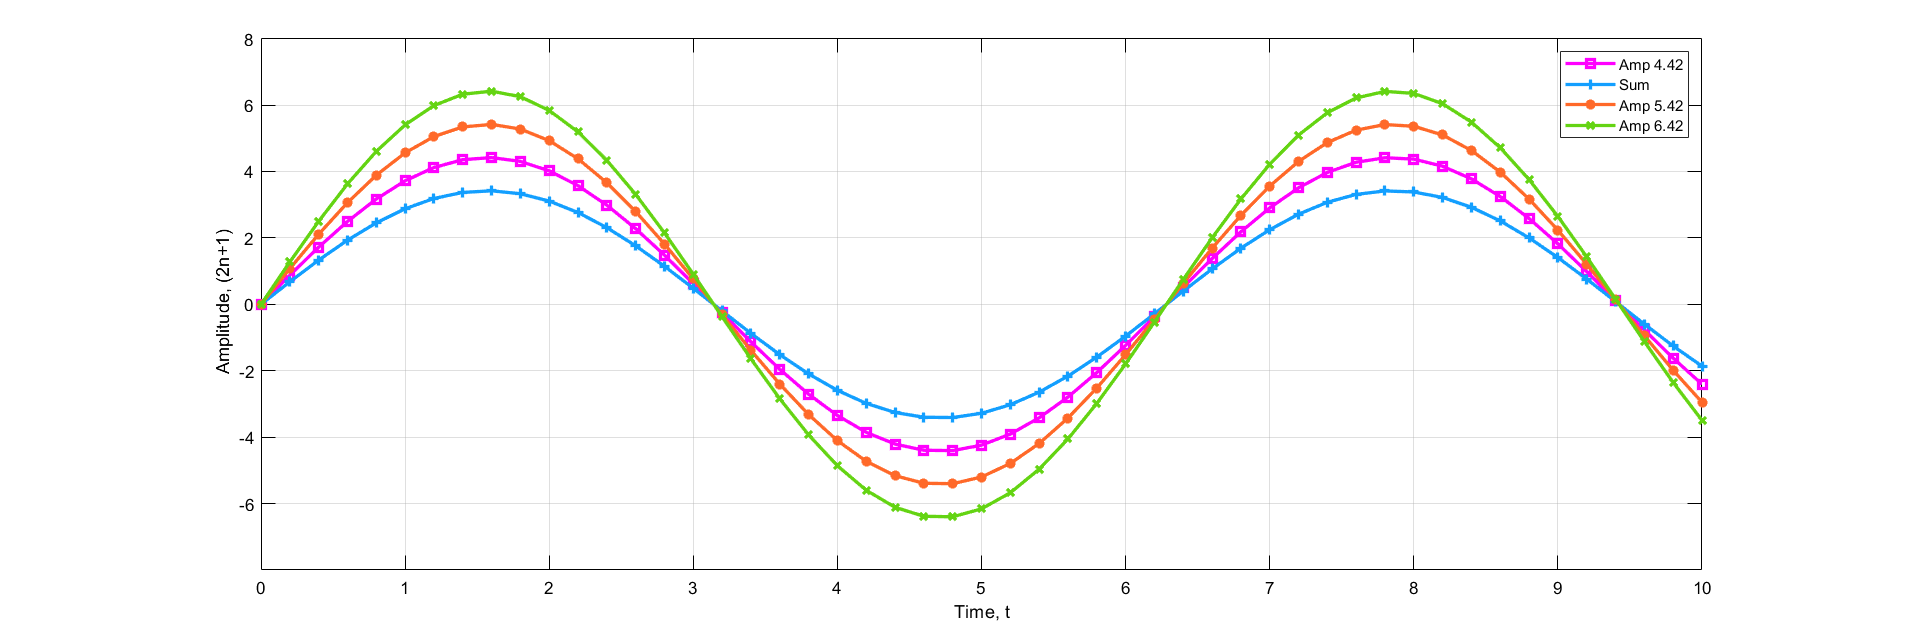 8
6
4
2
0
-2
-4
-6
Amplitude, (2n+1)
0 1 2 3 4 5 6 7 8 9 10
Time, t
Amp 4.42
Sum
Amp 5.42
Amp 6.42